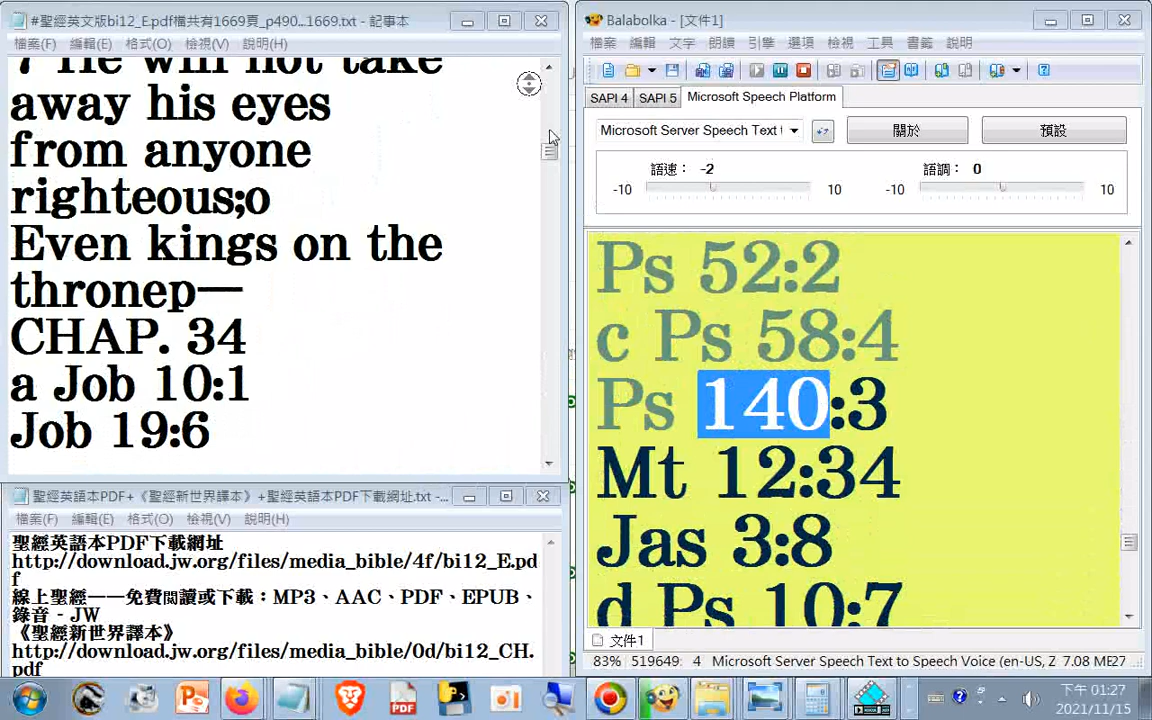 #聖經英文版bi12_E.pdf檔共有1669頁_p490...1669.txt - 記事本
檔案(F) 編輯(E) 格式(O) 檢視(V) 說明(H)
7 He will not take
away his eyes
from anyone
righteous;o
Even kings on the
thronep—
CHAP. 34
a Job 10:1
Job 19:6
聖經英語本PDF+《聖經新世界譯本》+聖經英語本PDF下載網址.txt -...
檔案(F) 編輯(E) 格式(O) 檢視(V) 說明(H)
聖經英語本PDF下載網址
http://download.jw.org/files/media_bible/4f/bi12_E.pd
f
線上聖經——免費閱讀或下載：MP3、AAC、PDF、EPUB、
錄音 - JW
《聖經新世界譯本》
http://download.jw.org/files/media_bible/0d/bi12_CH.
pdf
Balabolka - [文件1]
檔案 編輯 文字 朗讀 引擎 選項 檢視 工具 書籤 說明
SAPI 4 SAPI 5 Microsoft Speech Platform
Microsoft Server Speech Text 關於 預設
語速： -2 語調： 0
-10 10 -10 10
Ps 52:2
c Ps 58:4
Ps 140:3
Mt 12:34
Jas 3:8
d Ps 10:7
文件1
83% 519649: 4 Microsoft Server Speech Text to Speech Voice (en-US, Z 7.08 ME27
PDF
下午 01:27
2021/11/15